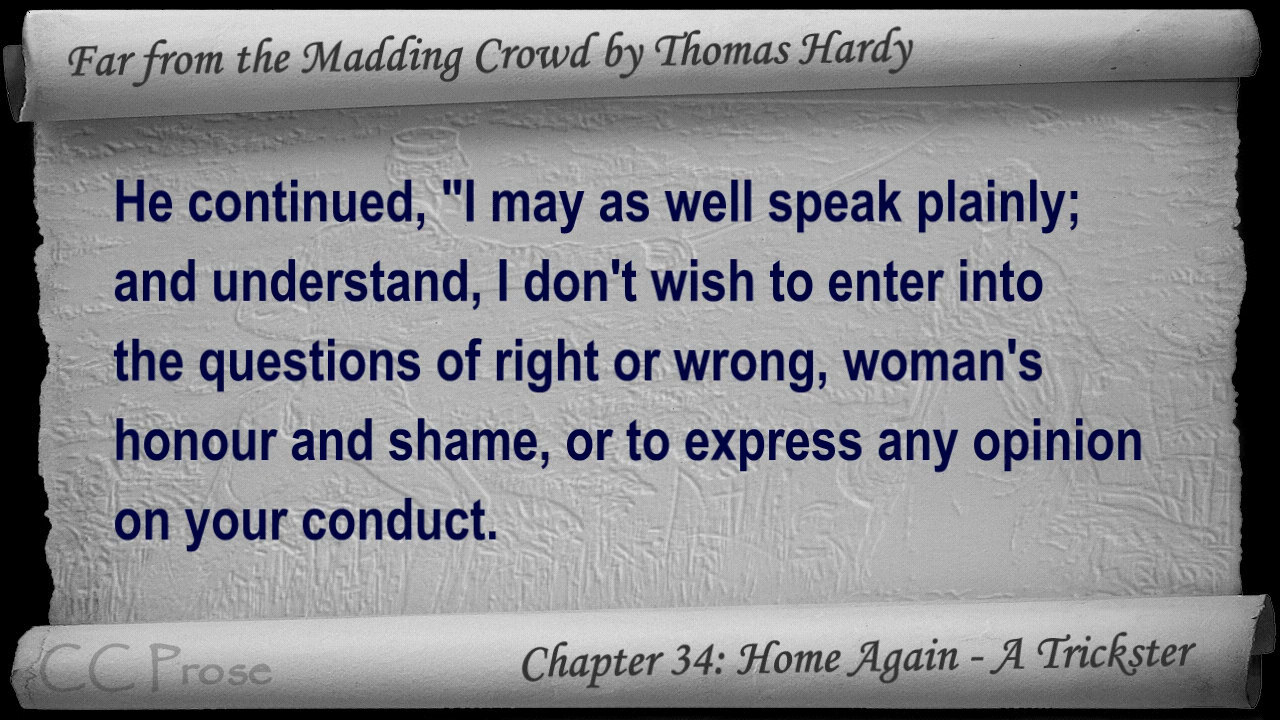 Far from the Madding Crowd by Thomas Hardy
He continued, "I may as well speak plainly;
and understand, I don't wish to enter into
the questions of right or wrong, woman's
honour and shame, or to express any opinion
on your conduct.
CC Prose
Chapter 34: Home Again - A Trickster